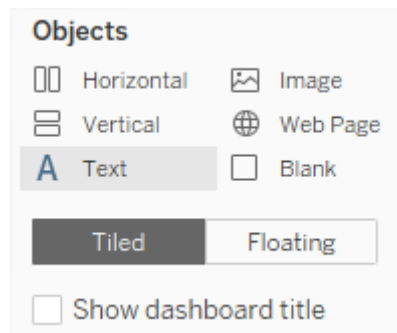 Objects
Horizontal Image
Vertical Web Page
A Text Blank
Tiled Floating
Show dashboard title